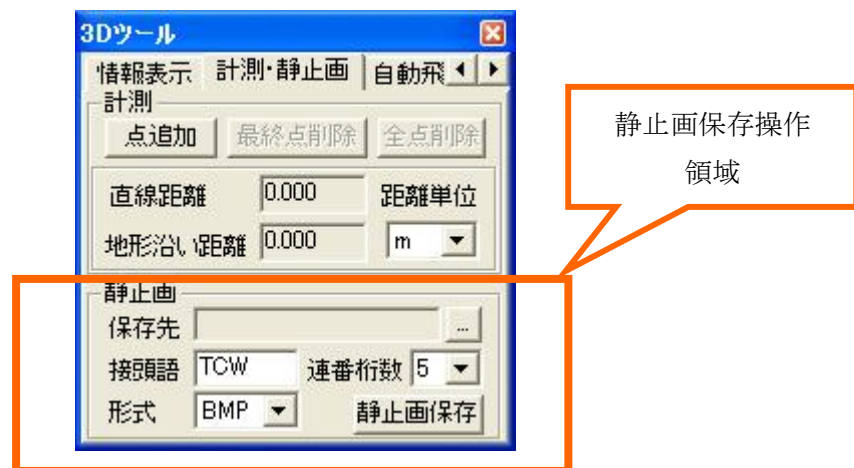 3Dツール
情報表示 計測・静止画 自動飛
計測
点追加 最終点削除 全点削除
直線距離 0.000 距離単位
地形沿い距離 0.000 m
静止画
保存先 ...
接頭語 TCW 連番桁数 5
形式 BMP 静止画保存
静止画保存操作
領域